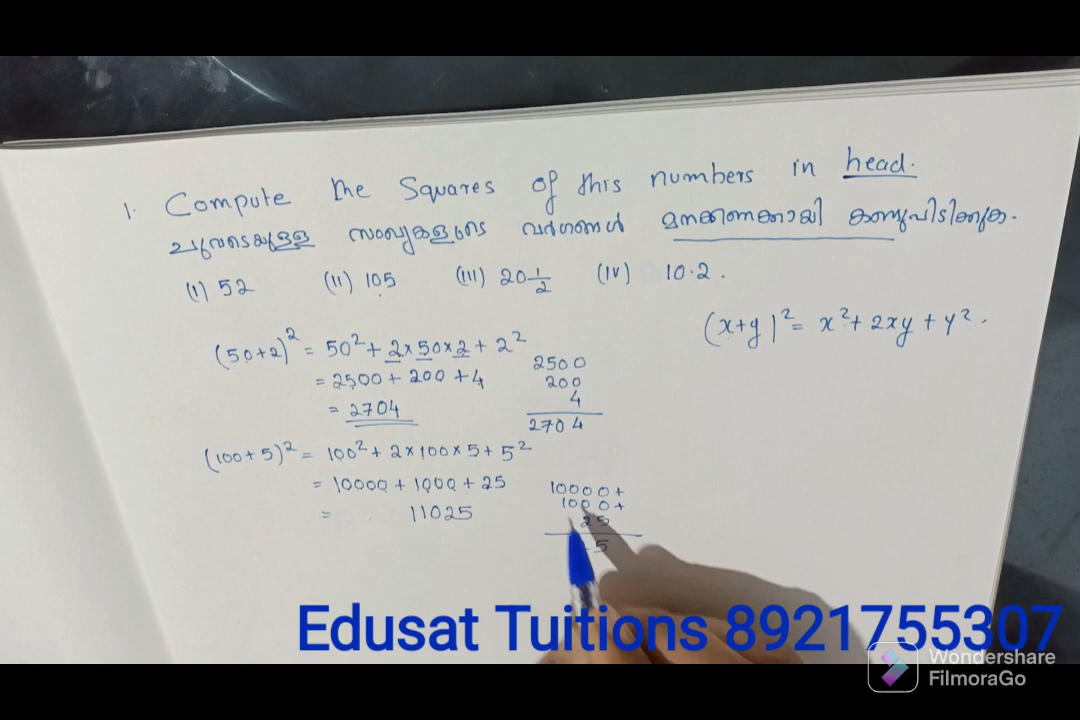 1. Compute the Squares of this numbers in head.
ചുവടെയുള്ള സംഖ്യകളുടെ വർഗങ്ങൾ മനക്കണക്കായി കണ്ടുപിടിക്കുക.
(I) 52 (II) 105 (III) 20 1/2 (IV) 10.2.
(x+y)² = x² + 2xy + y².
(50+2)² = 50² + 2×50×2 + 2²
= 2500 + 200 + 4
= 2704
2500
200
4
2704
(100+5)² = 100² + 2×100×5 + 5²
= 10000 + 1000 + 25
= 11025
10000+
1000+
25
5
Edusat Tuitions 8921755307
Wondershare
FilmoraGo